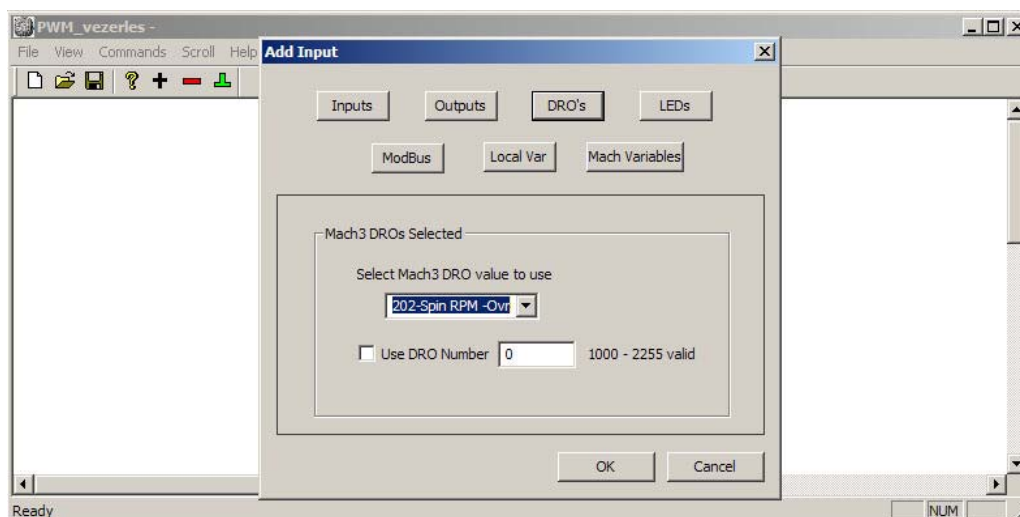 PWM_vezerles -
File View Commands Scroll Help
Add Input
Inputs Outputs DRO's LEDs
ModBus Local Var Mach Variables
Mach3 DROs Selected
Select Mach3 DRO value to use
202-Spin RPM -Ovr
Use DRO Number 0 1000 - 2255 valid
OK Cancel
Ready NUM